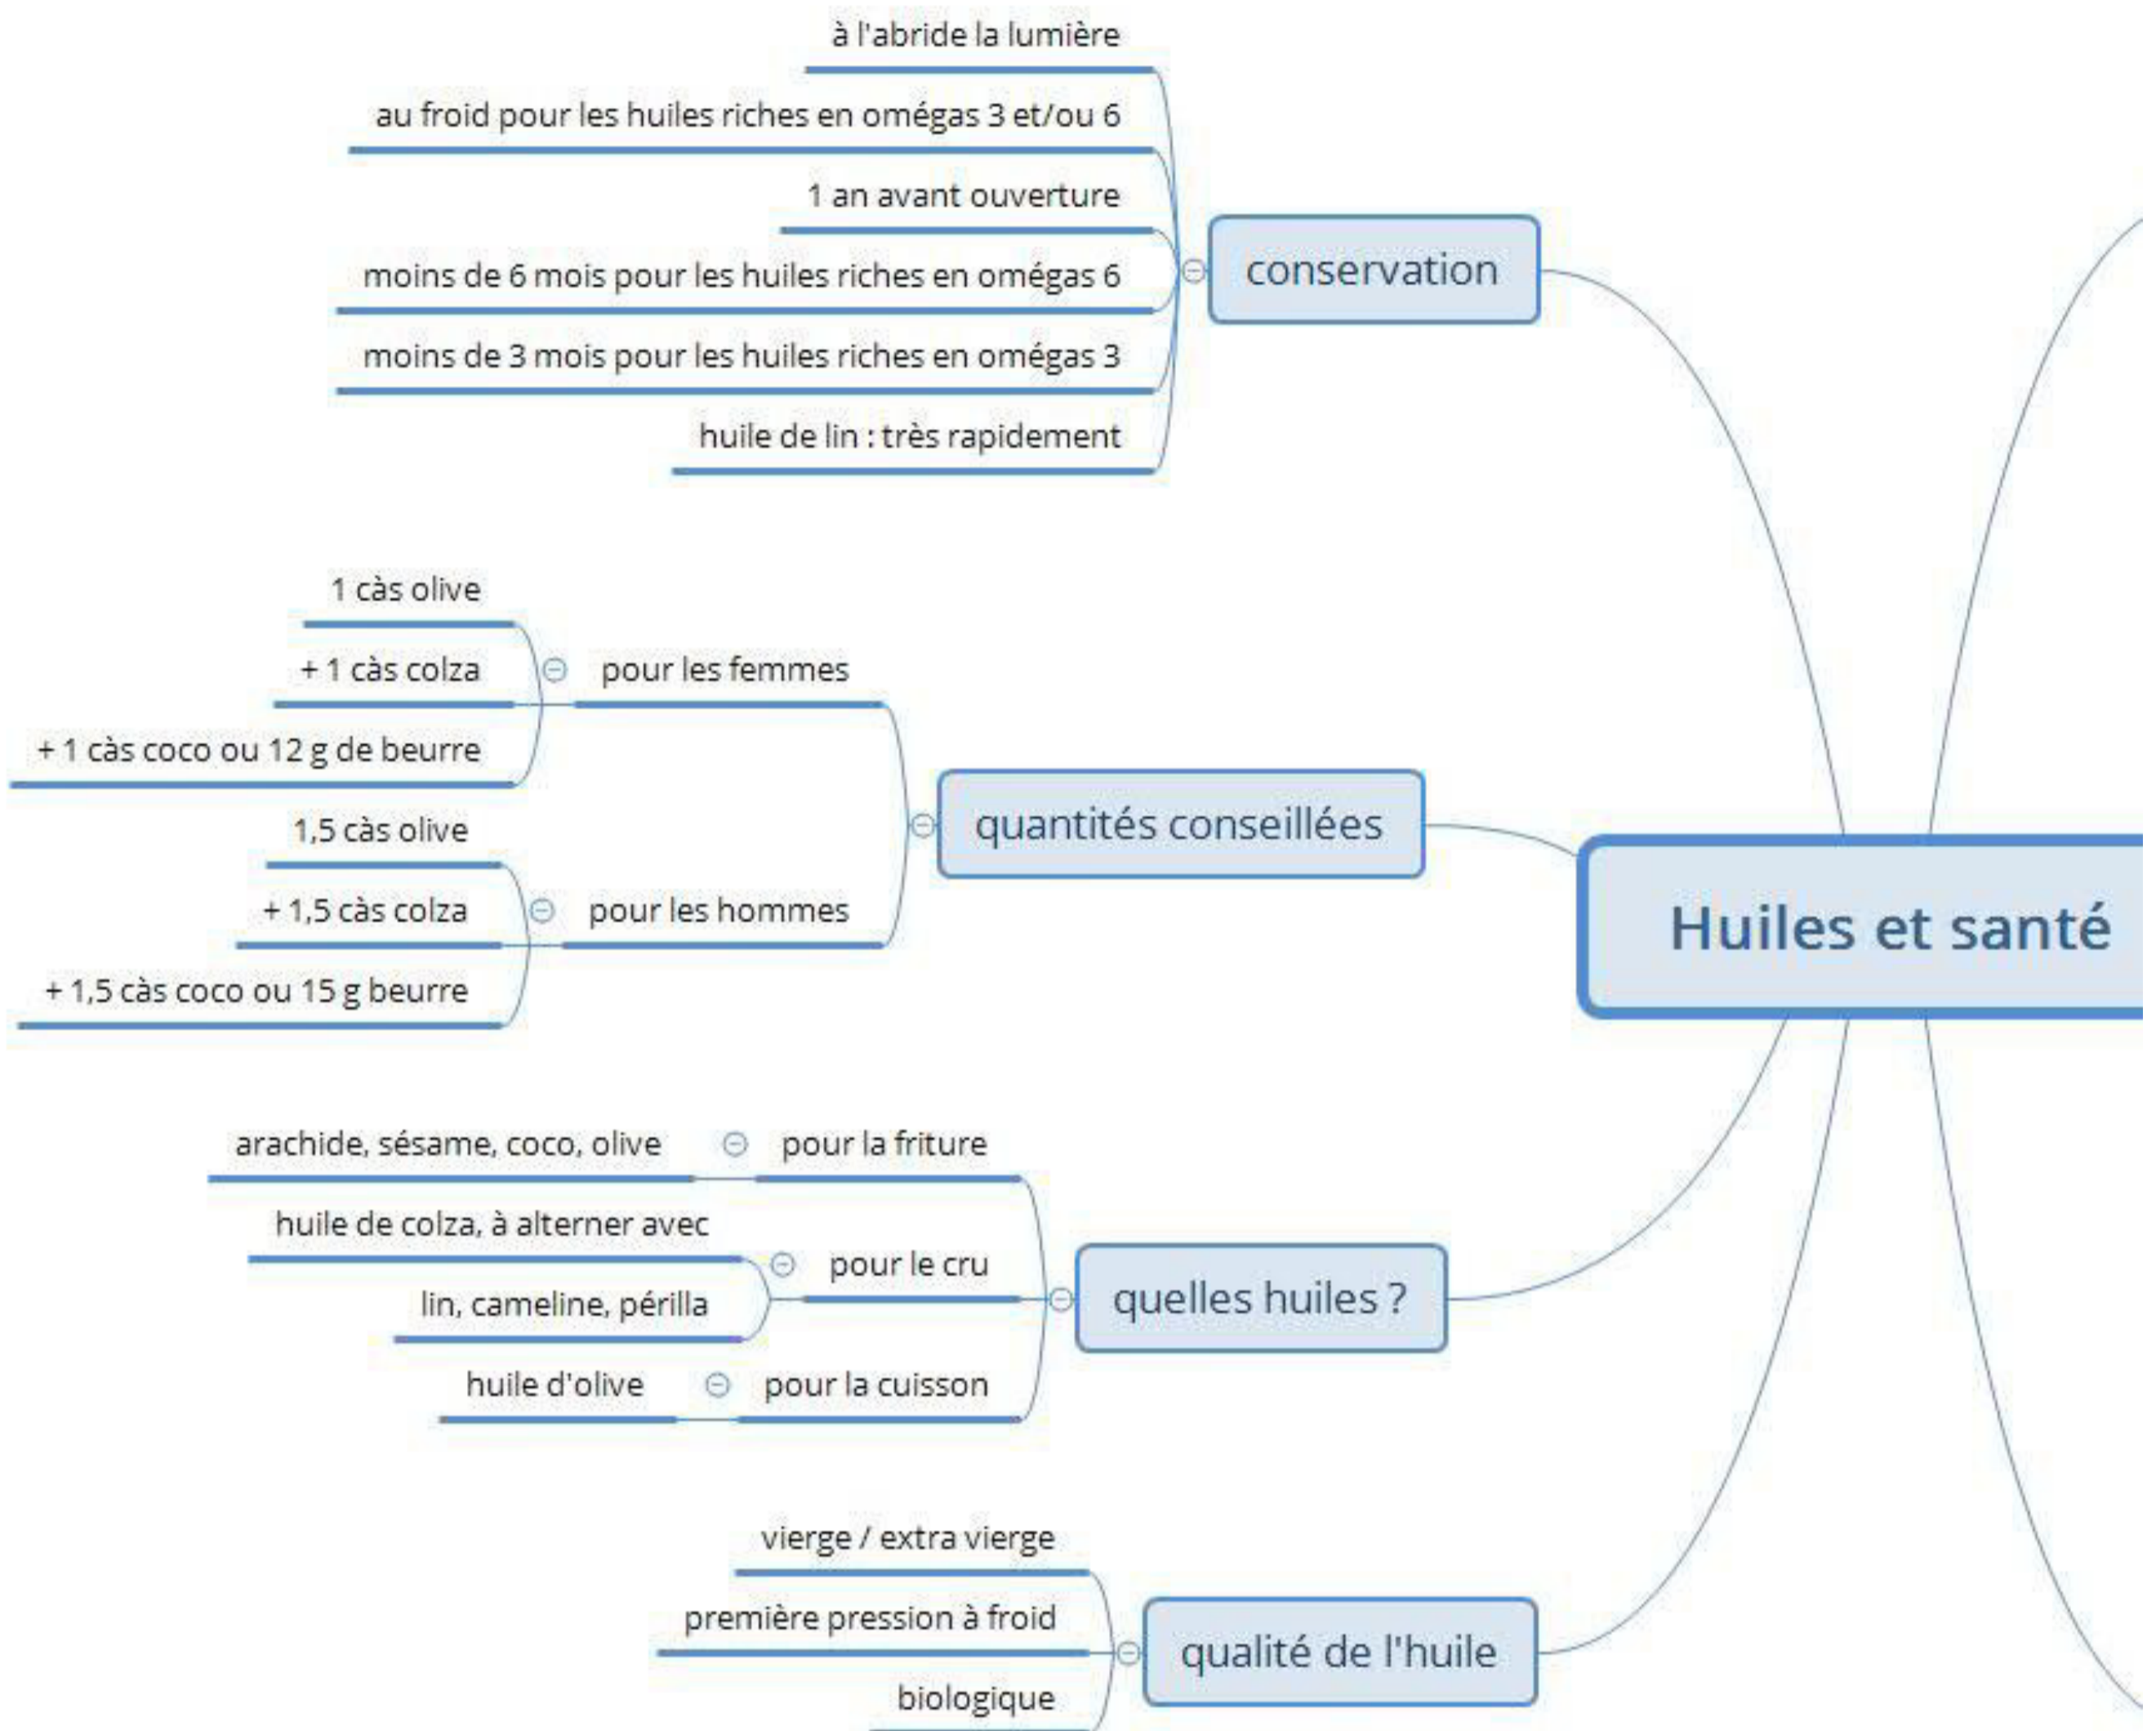 à l'abride la lumière
au froid pour les huiles riches en omégas 3 et/ou 6
1 an avant ouverture
moins de 6 mois pour les huiles riches en omégas 6
moins de 3 mois pour les huiles riches en omégas 3
huile de lin : très rapidement
conservation
1 càs olive
+ 1 càs colza
+ 1 càs coco ou 12 g de beurre
pour les femmes
1,5 càs olive
+ 1,5 càs colza
+ 1,5 càs coco ou 15 g beurre
pour les hommes
quantités conseillées
Huiles et santé
arachide, sésame, coco, olive
pour la friture
huile de colza, à alterner avec
lin, cameline, périlla
pour le cru
huile d'olive
pour la cuisson
quelles huiles ?
vierge / extra vierge
première pression à froid
biologique
qualité de l'huile